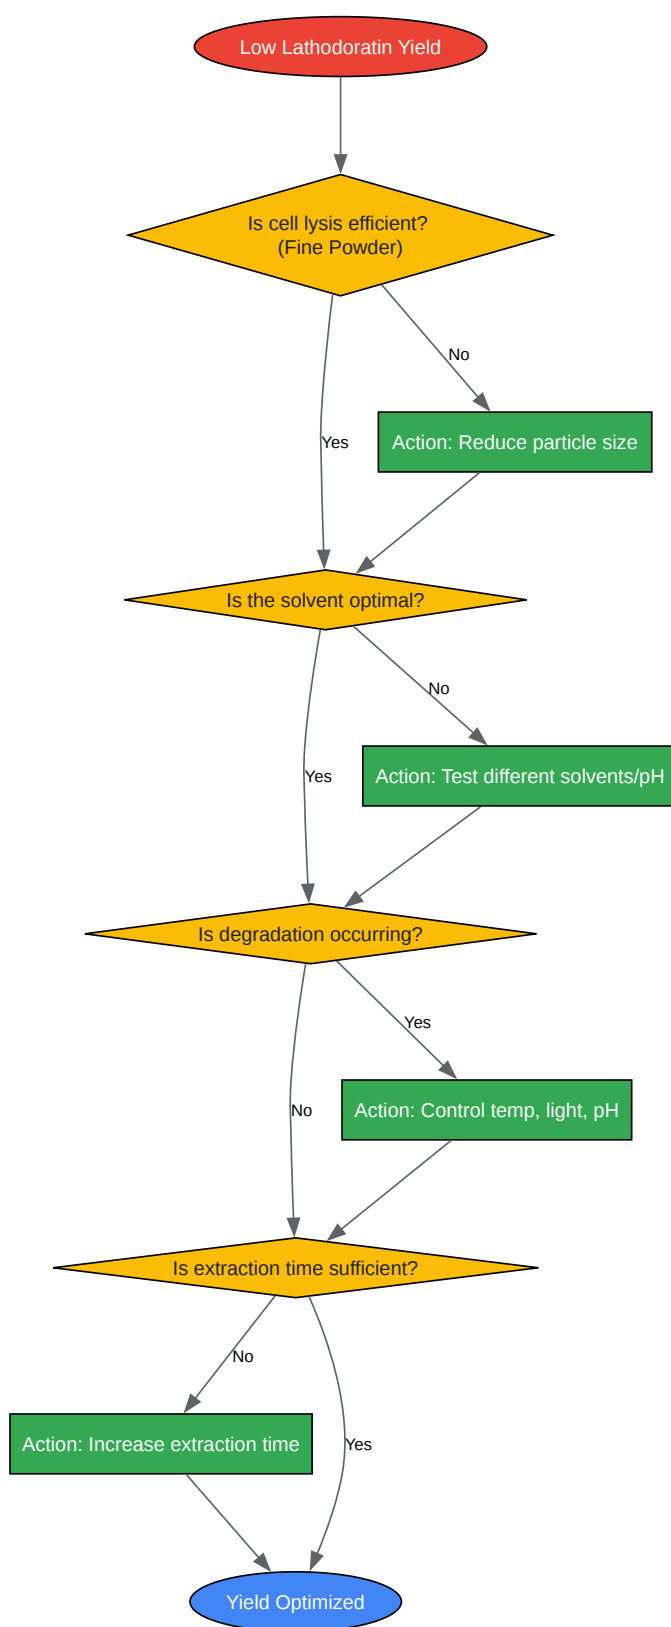 Low Lathodoratin Yield
Is cell lysis efficient?
(Fine Powder)
No
Yes
Action: Reduce particle size
Is the solvent optimal?
No
Yes
Action: Test different solvents/pH
Is degradation occurring?
Yes
No
Action: Control temp, light, pH
Is extraction time sufficient?
No
Action: Increase extraction time
Yes
Yield Optimized